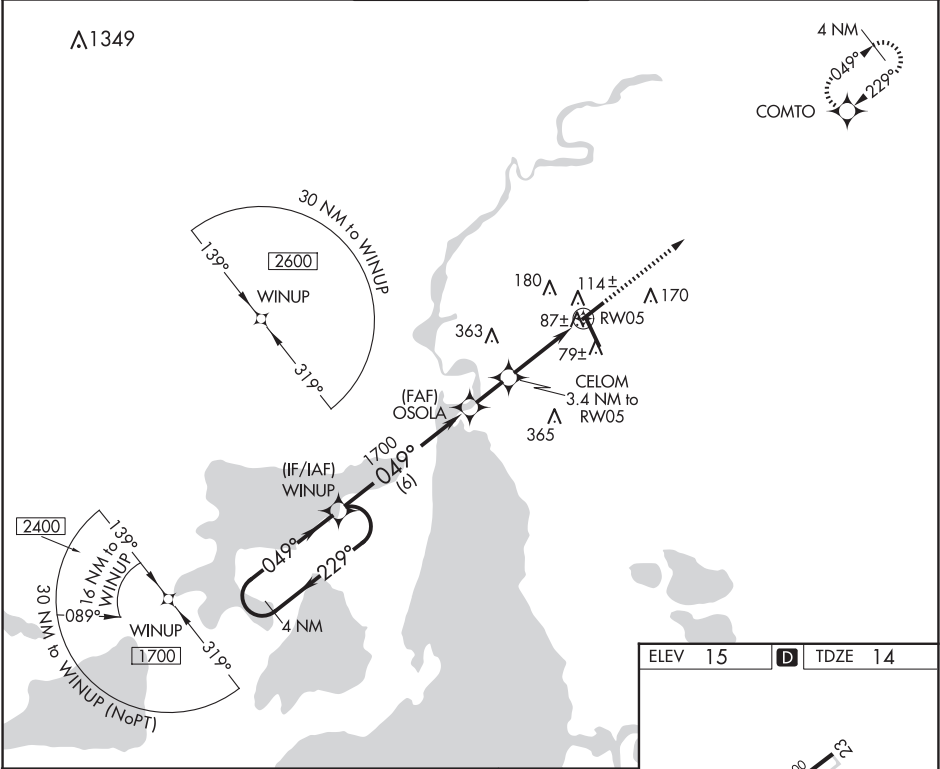 1349
4 NM
049°
229°
COMTO
30 NM to WINUP
139°
2600
WINUP
319°
180
114±
170
87±
RW05
363
79±
CELOM
3.4 NM to
RW05
(FAF)
OSOLA
365
1700
049°
(6)
(IF/IAF)
WINUP
049°
229°
4 NM
2400
139°
16 NM to
WINUP
089°
30 NM to WINUP (NoPT)
WINUP
1700
319°
ELEV 15
D
TDZE 14
23